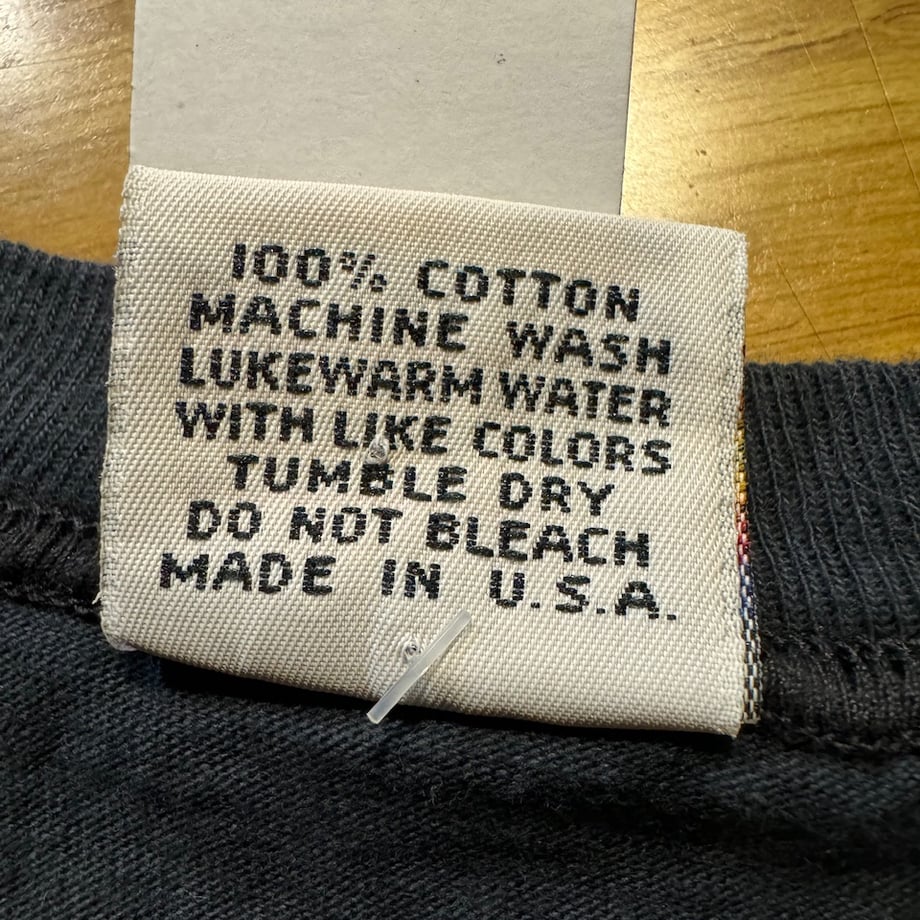 100% COTTON
MACHINE WASH
LUKEWARM WATER
WITH LIKE COLORS
TUMBLE DRY
DO NOT BLEACH
MADE IN U.S.A.